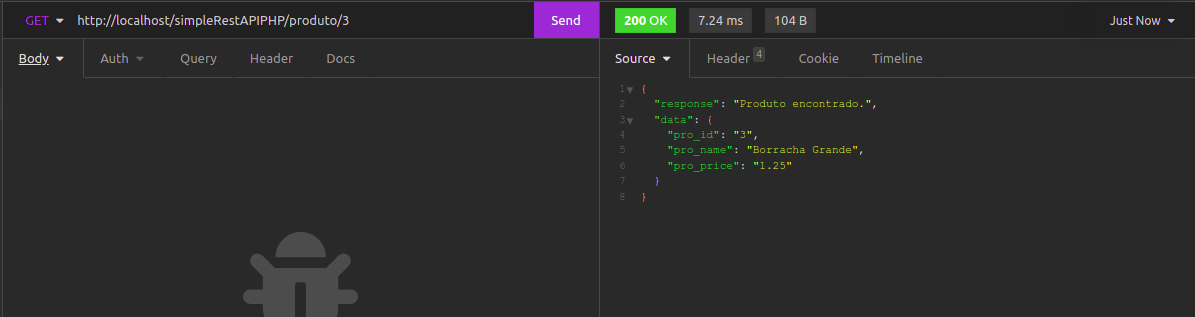 GET http://localhost/simpleRestAPIPHP/produto/3 Send 200 OK 7.24 ms 104 B Just Now
Body Auth Query Header Docs Source Header 4 Cookie Timeline
1 {
2 "response": "Produto encontrado.",
3 "data": {
4 "pro_id": "3",
5 "pro_name": "Borracha Grande",
6 "pro_price": "1.25"
7 }
8 }